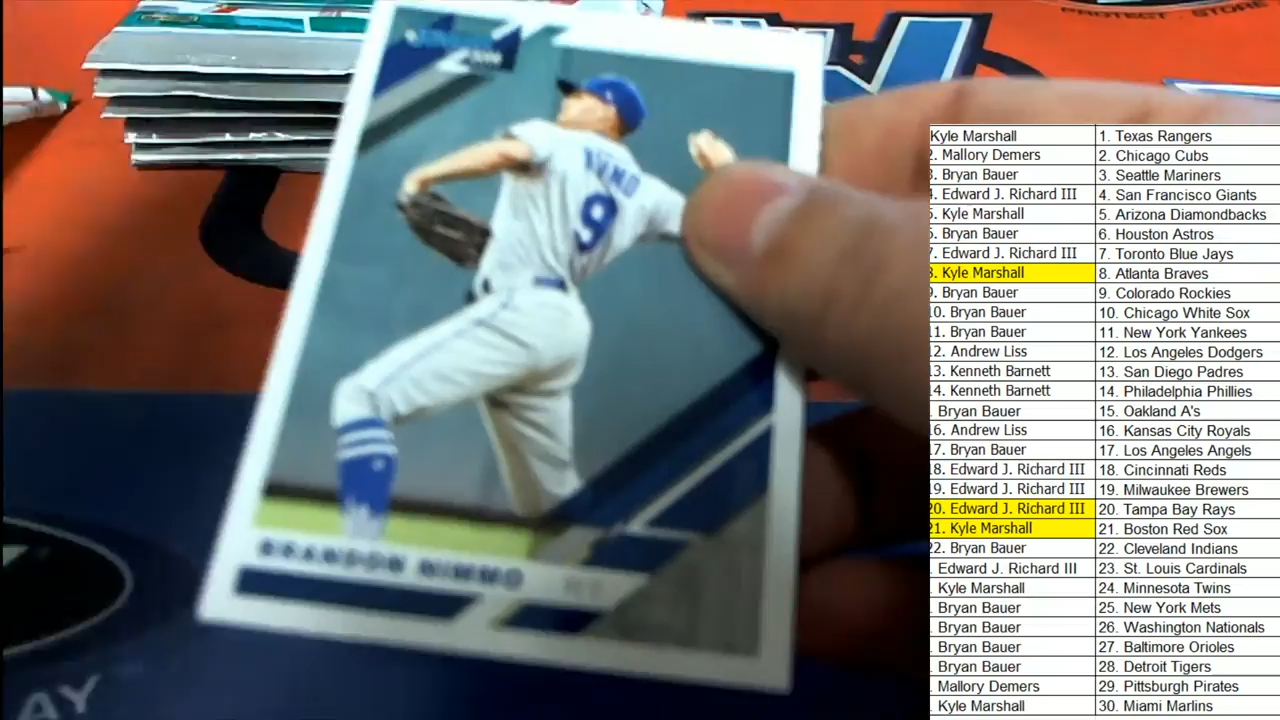 PROTECT · STORE
NIMMO
9
BRANDON NIMMO
AY
Kyle Marshall 1. Texas Rangers
2. Mallory Demers 2. Chicago Cubs
3. Bryan Bauer 3. Seattle Mariners
4. Edward J. Richard III 4. San Francisco Giants
5. Kyle Marshall 5. Arizona Diamondbacks
6. Bryan Bauer 6. Houston Astros
7. Edward J. Richard III 7. Toronto Blue Jays
8. Kyle Marshall 8. Atlanta Braves
9. Bryan Bauer 9. Colorado Rockies
10. Bryan Bauer 10. Chicago White Sox
11. Bryan Bauer 11. New York Yankees
12. Andrew Liss 12. Los Angeles Dodgers
13. Kenneth Barnett 13. San Diego Padres
14. Kenneth Barnett 14. Philadelphia Phillies
. Bryan Bauer 15. Oakland A's
16. Andrew Liss 16. Kansas City Royals
17. Bryan Bauer 17. Los Angeles Angels
18. Edward J. Richard III 18. Cincinnati Reds
19. Edward J. Richard III 19. Milwaukee Brewers
20. Edward J. Richard III 20. Tampa Bay Rays
21. Kyle Marshall 21. Boston Red Sox
22. Bryan Bauer 22. Cleveland Indians
. Edward J. Richard III 23. St. Louis Cardinals
. Kyle Marshall 24. Minnesota Twins
. Bryan Bauer 25. New York Mets
. Bryan Bauer 26. Washington Nationals
. Bryan Bauer 27. Baltimore Orioles
. Bryan Bauer 28. Detroit Tigers
. Mallory Demers 29. Pittsburgh Pirates
. Kyle Marshall 30. Miami Marlins